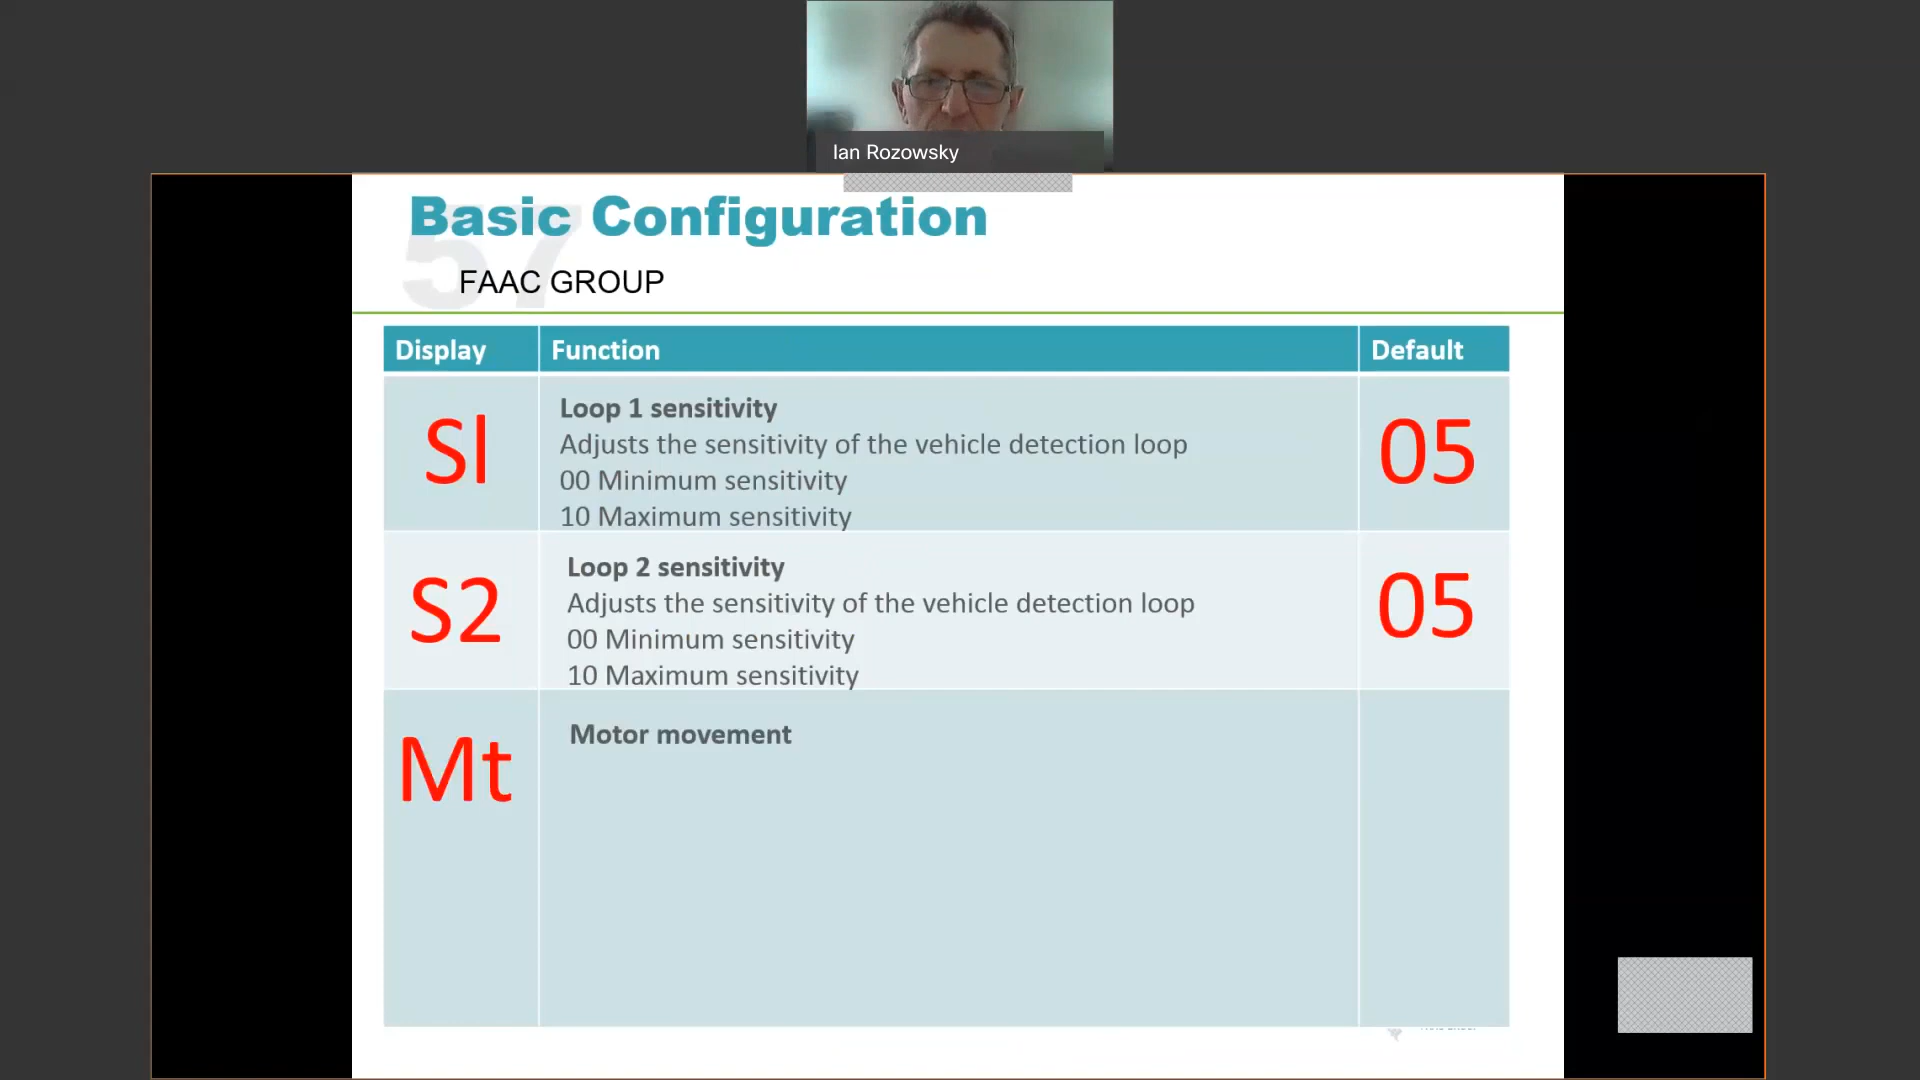 Ian Rozowsky
Basic Configuration
57
FAAC GROUP
Display Function Default
Sl
Loop 1 sensitivity
Adjusts the sensitivity of the vehicle detection loop
00 Minimum sensitivity
10 Maximum sensitivity
05
S2
Loop 2 sensitivity
Adjusts the sensitivity of the vehicle detection loop
00 Minimum sensitivity
10 Maximum sensitivity
05
Mt
Motor movement